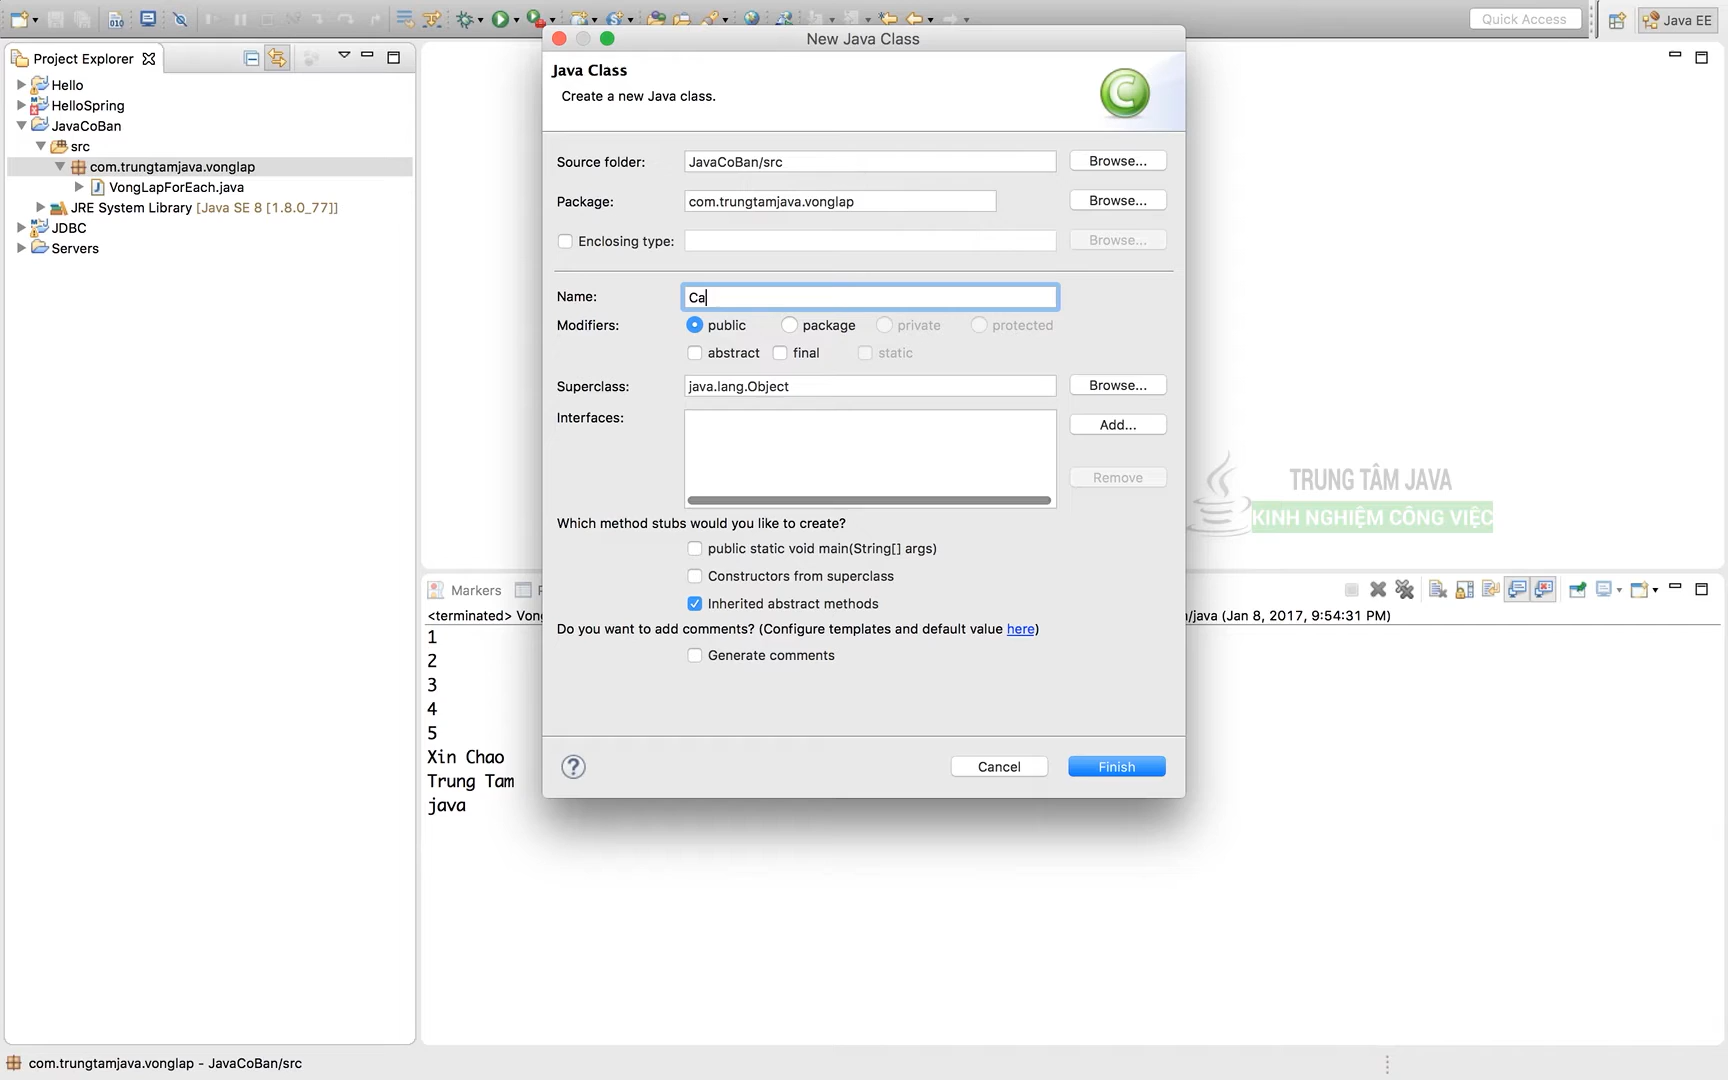 New Java Class
Quick Access
Java EE
Project Explorer
Hello
HelloSpring
JavaCoBan
src
com.trungtamjava.vonglap
VongLapForEach.java
JRE System Library [Java SE 8 [1.8.0_77]]
JDBC
Servers
Java Class
Create a new Java class.
Source folder: JavaCoBan/src Browse...
Package: com.trungtamjava.vonglap Browse...
Enclosing type: Browse...
Name: Ca
Modifiers: public package private protected
abstract final static
Superclass: java.lang.Object Browse...
Interfaces: Add...
Remove
Which method stubs would you like to create?
public static void main(String[] args)
Constructors from superclass
Inherited abstract methods
Do you want to add comments? (Configure templates and default value here)
Generate comments
Cancel Finish
TRUNG TÂM JAVA
KINH NGHIỆM CÔNG VIỆC
Markers
<terminated> Vong
/java (Jan 8, 2017, 9:54:31 PM)
1
2
3
4
5
Xin Chao
Trung Tam
java
com.trungtamjava.vonglap - JavaCoBan/src